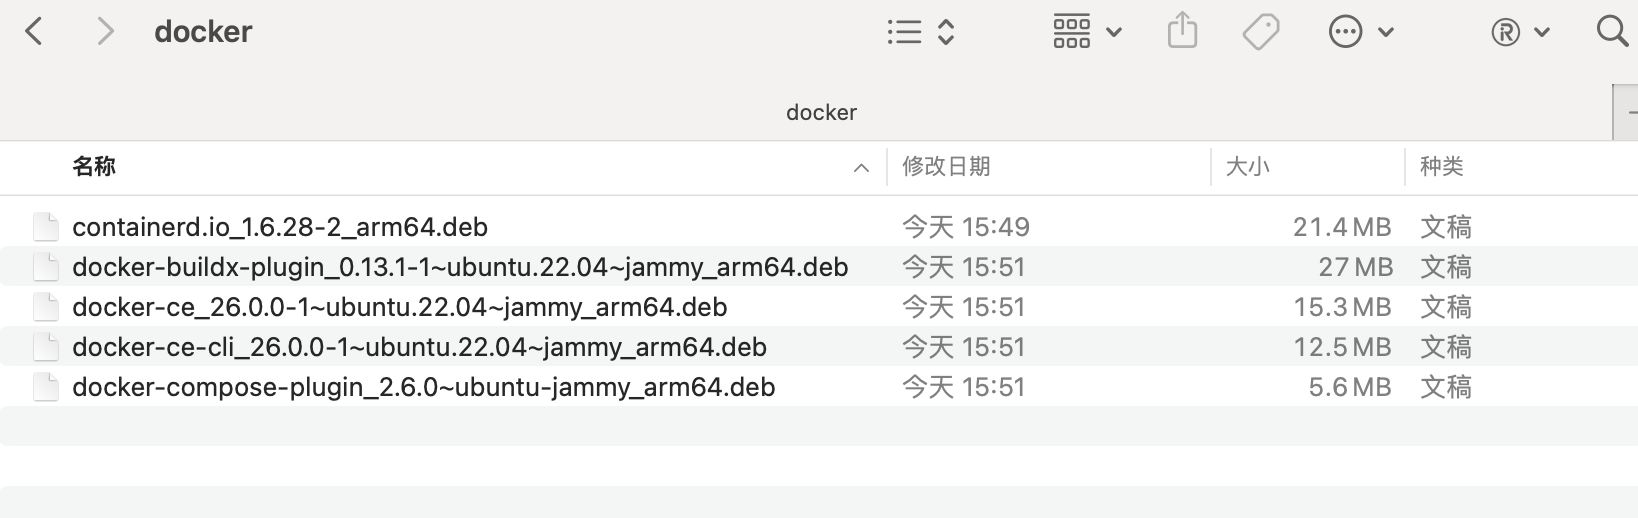 docker
docker
名称 修改日期 大小 种类
containerd.io_1.6.28-2_arm64.deb 今天 15:49 21.4 MB 文稿
docker-buildx-plugin_0.13.1-1~ubuntu.22.04~jammy_arm64.deb 今天 15:51 27 MB 文稿
docker-ce_26.0.0-1~ubuntu.22.04~jammy_arm64.deb 今天 15:51 15.3 MB 文稿
docker-ce-cli_26.0.0-1~ubuntu.22.04~jammy_arm64.deb 今天 15:51 12.5 MB 文稿
docker-compose-plugin_2.6.0~ubuntu-jammy_arm64.deb 今天 15:51 5.6 MB 文稿